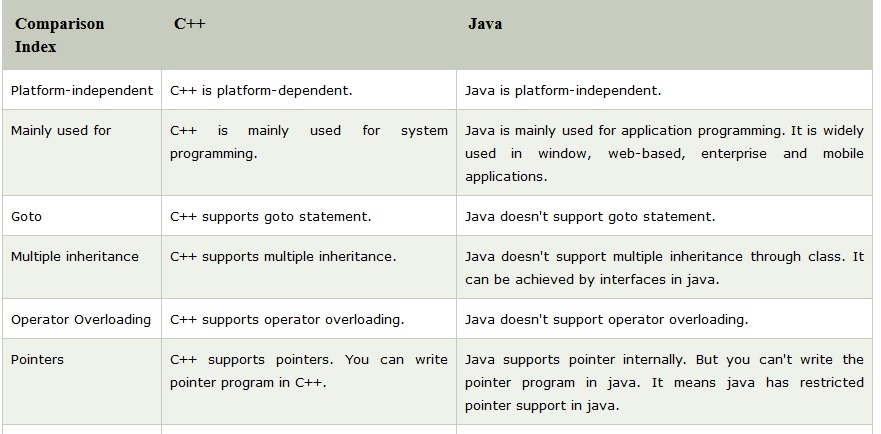 Comparison Index C++ Java
Platform-independent C++ is platform-dependent. Java is platform-independent.
Mainly used for C++ is mainly used for system Java is mainly used for application programming. It is widely
programming. used in window, web-based, enterprise and mobile
applications.
Goto C++ supports goto statement. Java doesn't support goto statement.
Multiple inheritance C++ supports multiple inheritance. Java doesn't support multiple inheritance through class. It
can be achieved by interfaces in java.
Operator Overloading C++ supports operator overloading. Java doesn't support operator overloading.
Pointers C++ supports pointers. You can write Java supports pointer internally. But you can't write the
pointer program in C++. pointer program in java. It means java has restricted
pointer support in java.